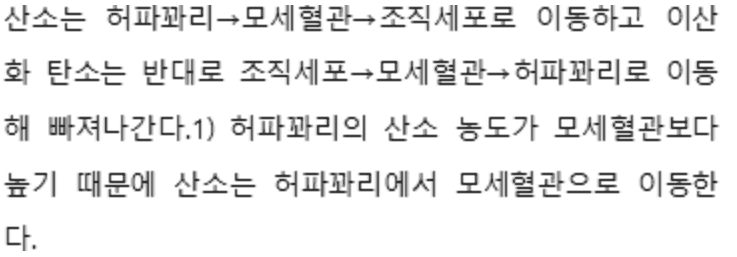 산소는 허파꽈리→모세혈관→조직세포로 이동하고 이산
화 탄소는 반대로 조직세포→모세혈관→허파꽈리로 이동
해 빠져나간다.1) 허파꽈리의 산소 농도가 모세혈관보다
높기 때문에 산소는 허파꽈리에서 모세혈관으로 이동한
다.